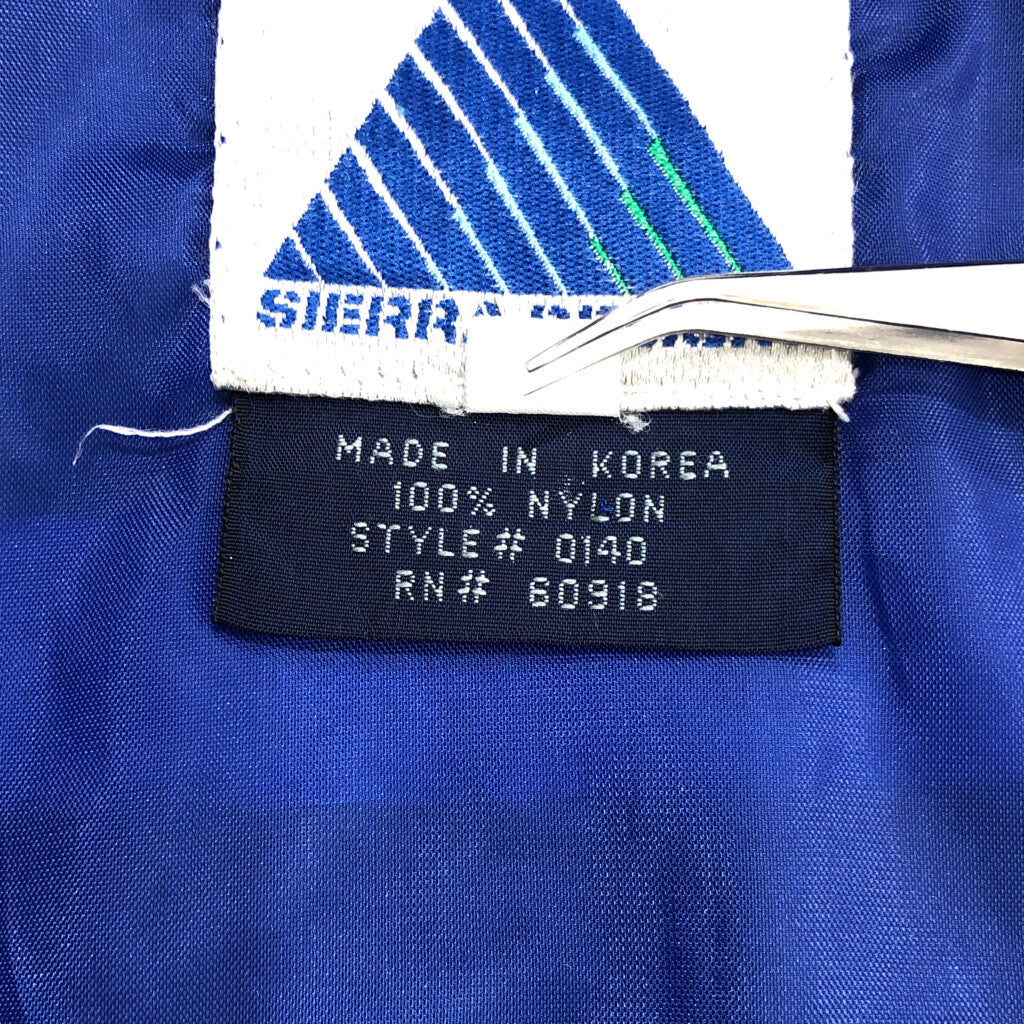 SIERRA
MADE IN KOREA
100% NYLON
STYLE# 0140
RN# 60918